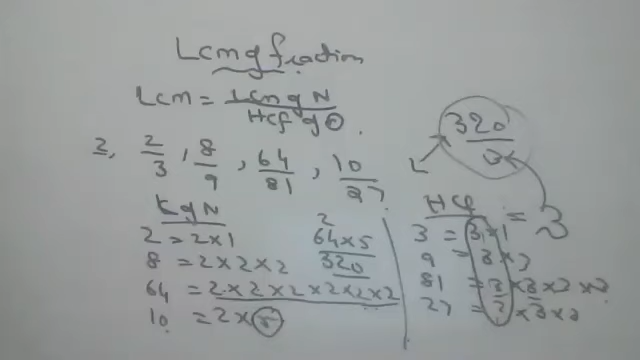 Lcm of fraction
Lcm = Lcm of N / Hcf of D
320 / 3
2, 2/3, 8/9, 64/81, 10/27
L of N
2 = 2×1
8 = 2×2×2
64 = 2×2×2×2×2×2
10 = 2×5
64×5
320
Hcf = 3
3 = 3×1
9 = 3×3
81 = 3×3×3×3
27 = 3×3×3